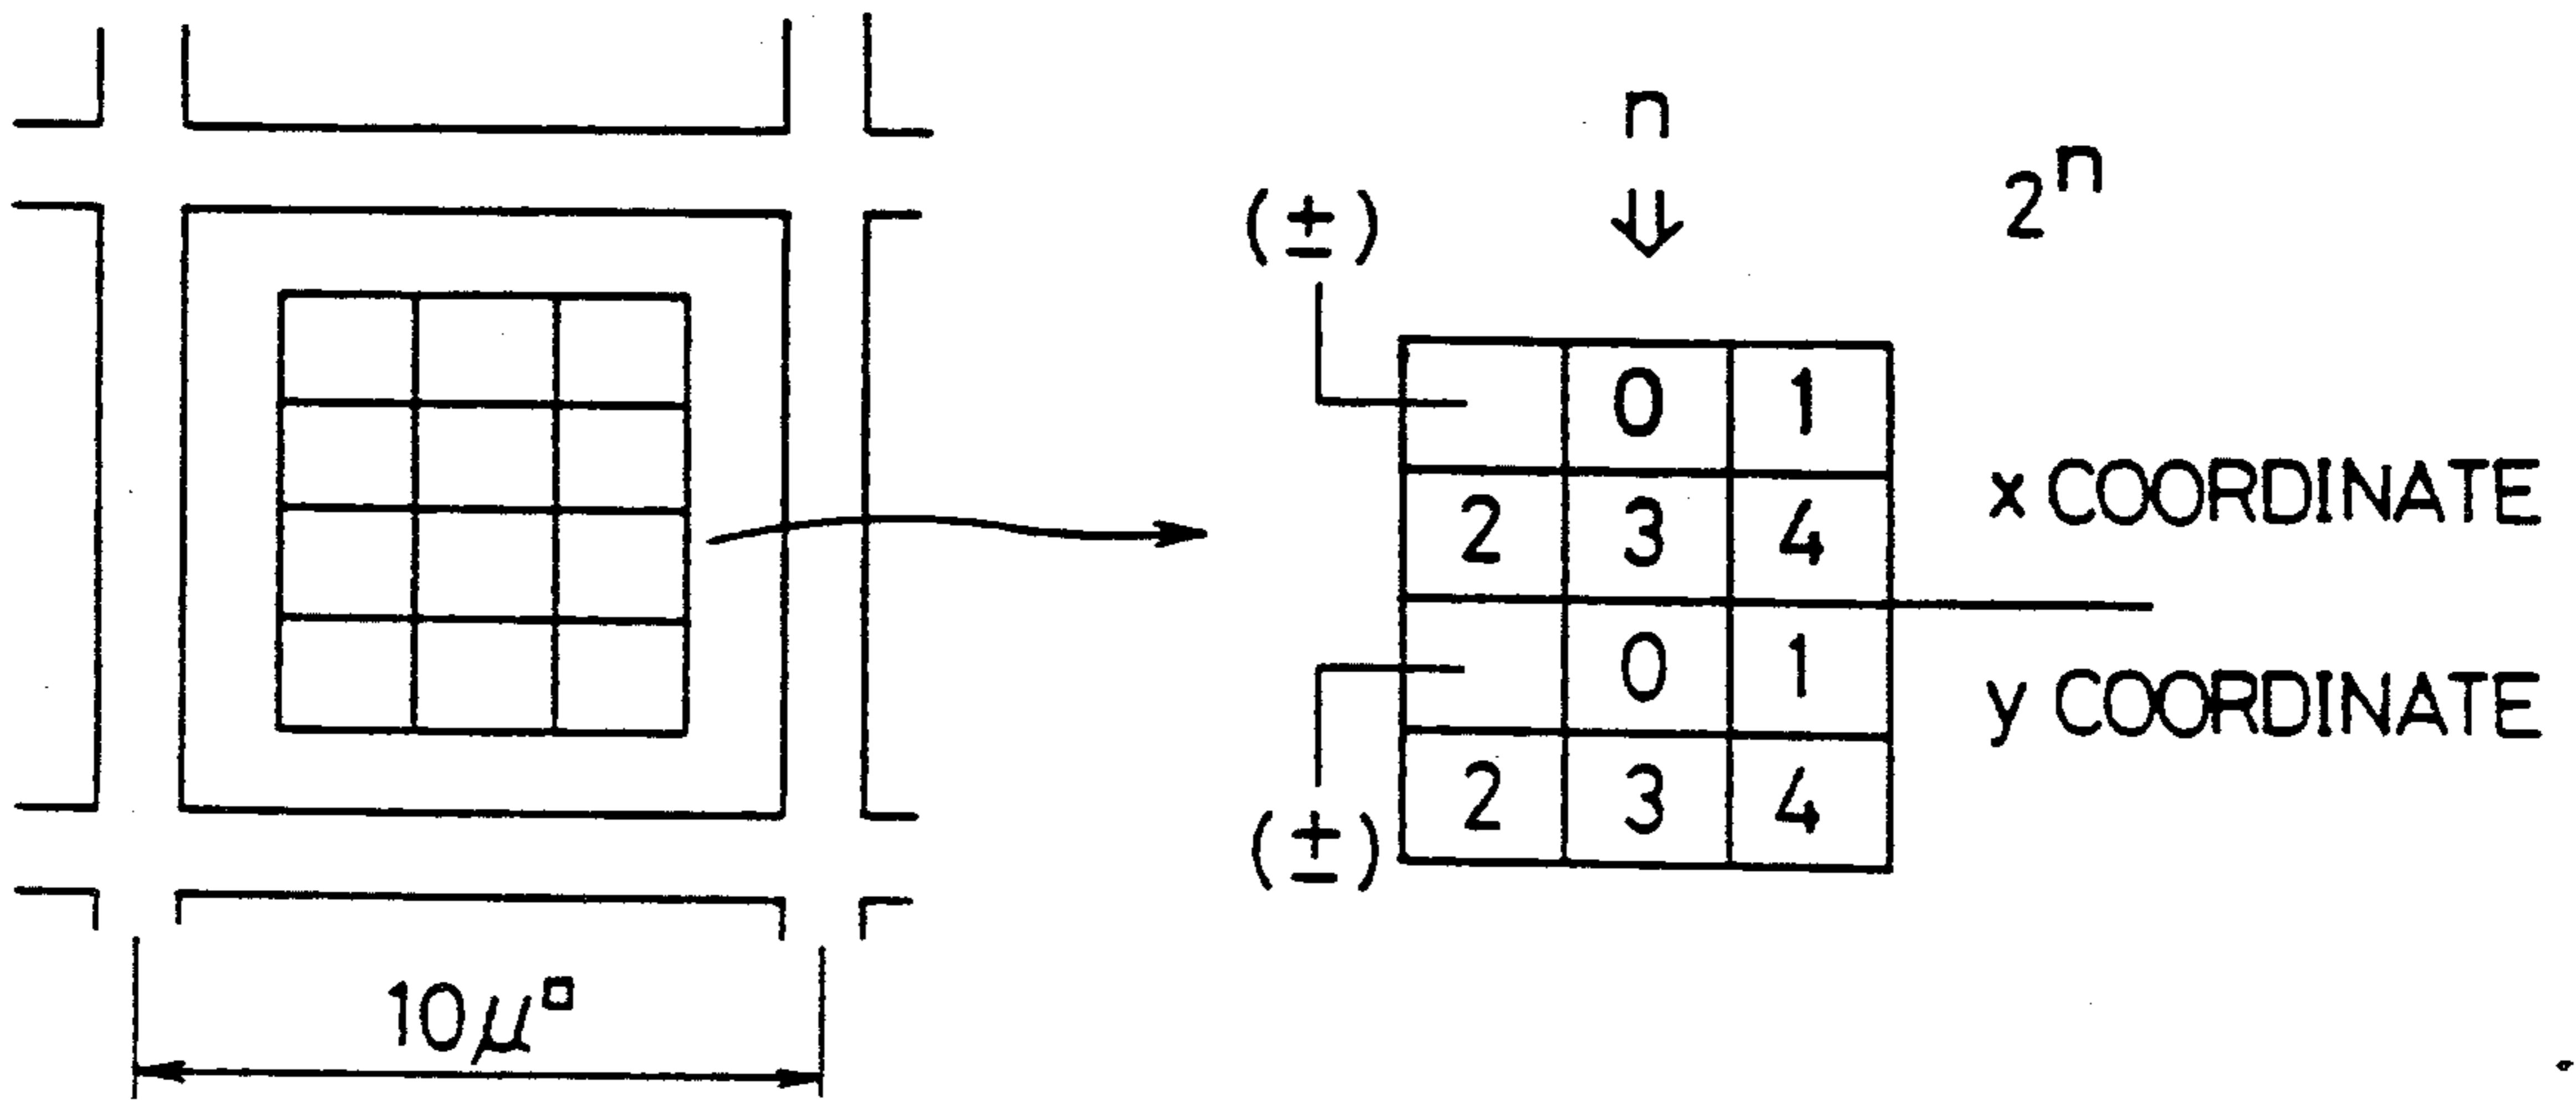 n
2ⁿ
(±)
0 1
2 3 4
x COORDINATE
0 1
y COORDINATE
2 3 4
(±)
10μ□